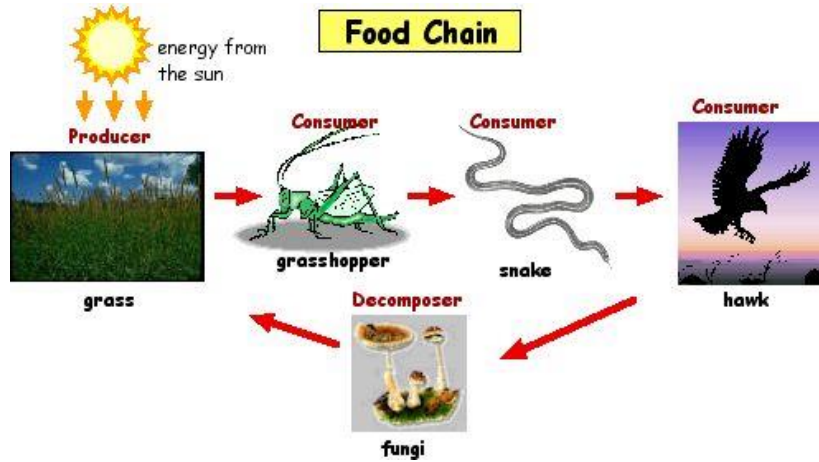 Food Chain
energy from
the sun
Producer
Consumer
Consumer
Consumer
grass
grasshopper
snake
hawk
Decomposer
fungi